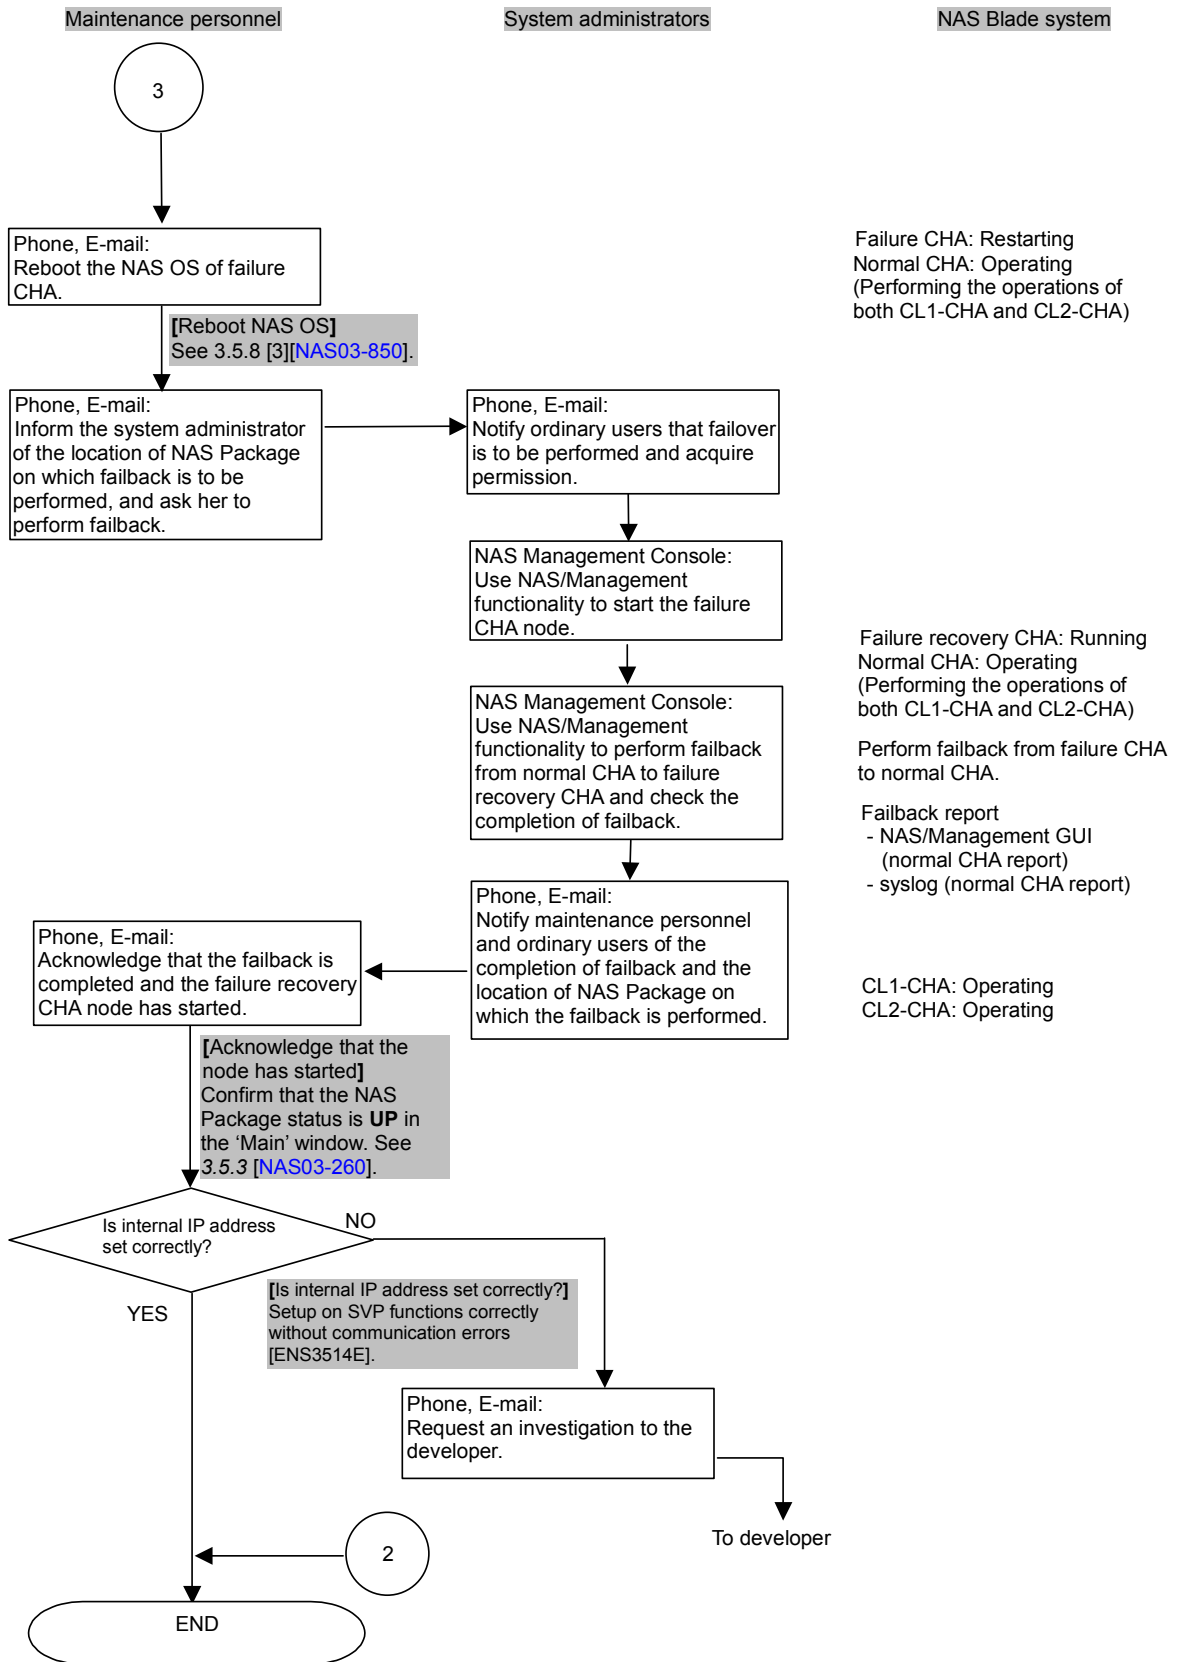 Maintenance personnel
System administrators
NAS Blade system
3
Phone, E-mail:
Reboot the NAS OS of failure
CHA.
Failure CHA: Restarting
Normal CHA: Operating
(Performing the operations of
both CL1-CHA and CL2-CHA)
[Reboot NAS OS]
See 3.5.8 [3][NAS03-850].
Phone, E-mail:
Inform the system administrator
of the location of NAS Package
on which failback is to be
performed, and ask her to
perform failback.
Phone, E-mail:
Notify ordinary users that failover
is to be performed and acquire
permission.
NAS Management Console:
Use NAS/Management
functionality to start the failure
CHA node.
Failure recovery CHA: Running
Normal CHA: Operating
(Performing the operations of
both CL1-CHA and CL2-CHA)
NAS Management Console:
Use NAS/Management
functionality to perform failback
from normal CHA to failure
recovery CHA and check the
completion of failback.
Perform failback from failure CHA
to normal CHA.
Failback report
- NAS/Management GUI
(normal CHA report)
- syslog (normal CHA report)
Phone, E-mail:
Notify maintenance personnel
and ordinary users of the
completion of failback and the
location of NAS Package on
which the failback is performed.
Phone, E-mail:
Acknowledge that the failback is
completed and the failure recovery
CHA node has started.
CL1-CHA: Operating
CL2-CHA: Operating
[Acknowledge that the
node has started]
Confirm that the NAS
Package status is UP in
the ‘Main’ window. See
3.5.3 [NAS03-260].
Is internal IP address
set correctly?
NO
YES
[Is internal IP address set correctly?]
Setup on SVP functions correctly
without communication errors
[ENS3514E].
Phone, E-mail:
Request an investigation to the
developer.
To developer
2
END